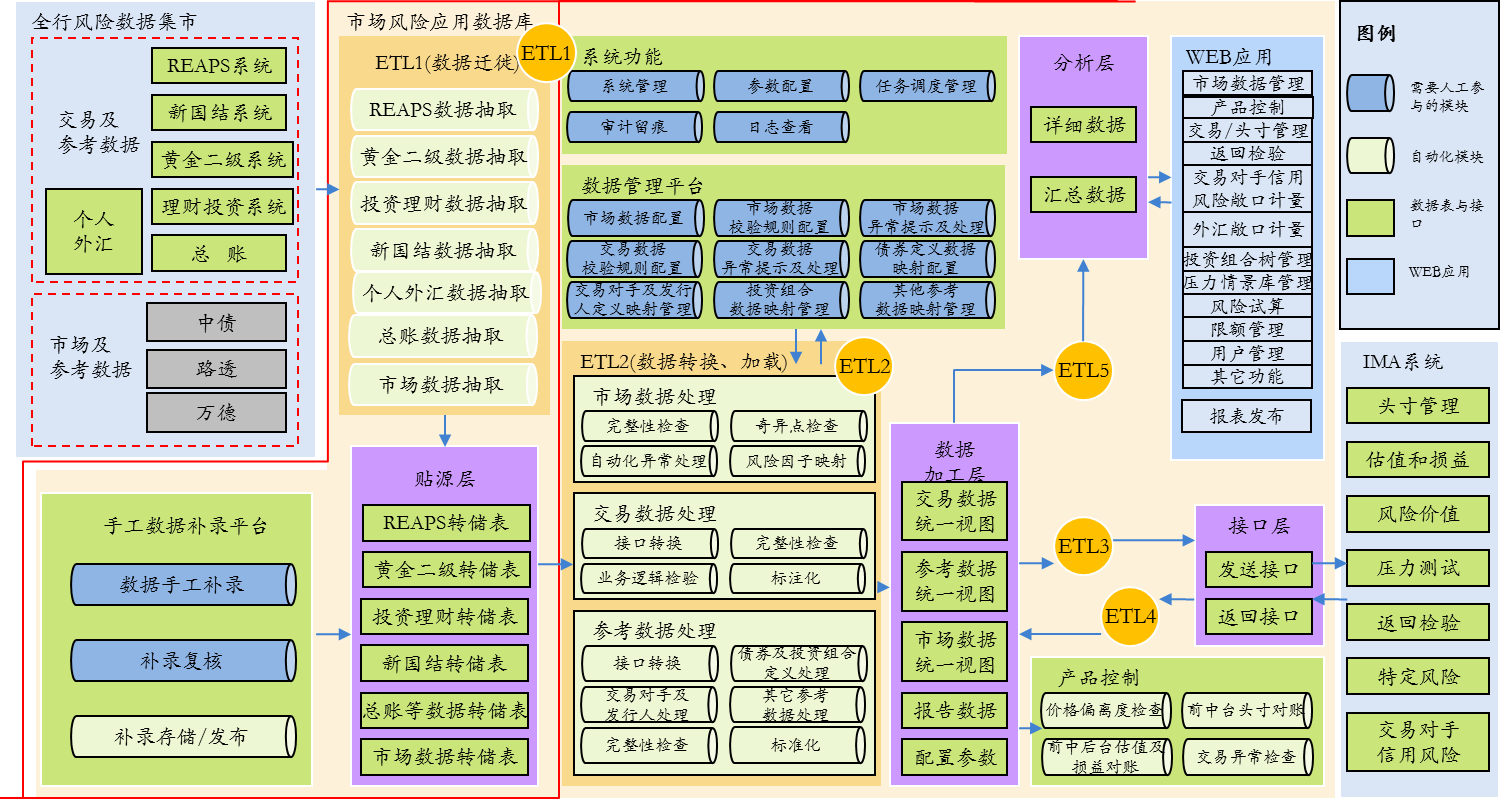 全行风险数据集市
交易及
参考数据
REAPS系统
新国结系统
黄金二级系统
理财投资系统
总 账
个人
外汇
市场及
参考数据
中债
路透
万德
手工数据补录平台
数据手工补录
补录复核
补录存储/发布
市场风险应用数据库
ETL1(数据迁徙)
ETL1
REAPS数据抽取
黄金二级数据抽取
投资理财数据抽取
新国结数据抽取
个人外汇数据抽取
总账数据抽取
市场数据抽取
贴源层
REAPS转储表
黄金二级转储表
投资理财转储表
新国结转储表
总账等数据转储表
市场数据转储表
系统功能
系统管理
参数配置
任务调度管理
审计留痕
日志查看
数据管理平台
市场数据配置
市场数据
校验规则配置
市场数据
异常提示及处理
交易数据
校验规则配置
交易数据
异常提示及处理
债券定义数据
映射配置
交易对手及发行
人定义映射管理
投资组合
数据映射管理
其他参考
数据映射管理
ETL2(数据转换、加载)
ETL2
市场数据处理
完整性检查
奇异点检查
自动化异常处理
风险因子映射
交易数据处理
接口转换
完整性检查
业务逻辑检验
标注化
参考数据处理
接口转换
债券及投资组合
定义处理
交易对手及
发行人处理
其它参考
数据处理
完整性检查
标准化
数据
加工层
交易数据
统一视图
参考数据
统一视图
市场数据
统一视图
报告数据
配置参数
分析层
详细数据
汇总数据
ETL5
ETL3
ETL4
接口层
发送接口
返回接口
产品控制
价格偏离度检查
前中台头寸对账
前中后台估值及
损益对账
交易异常检查
WEB应用
市场数据管理
产品控制
交易/头寸管理
返回检验
交易对手信用
风险敞口计量
外汇敞口计量
投资组合树管理
压力情景库管理
风险试算
限额管理
用户管理
其它功能
报表发布
图例
需要人工参
与的模块
自动化模块
数据表与接
口
WEB应用
IMA系统
头寸管理
估值和损益
风险价值
压力测试
返回检验
特定风险
交易对手
信用风险